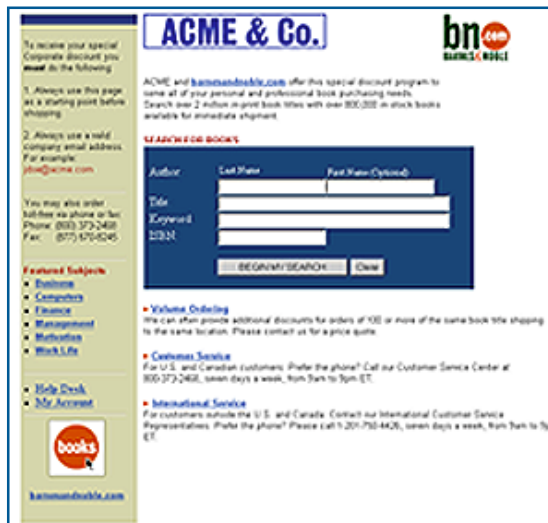 To receive your special
Corporate discount you
must do the following:
1. Always use this page
as a starting point before
shopping.
2. Always use a valid
company email address.
For example:
jdoe@acme.com
You may also order
toll-free via phone or fax:
Phone: (800) 373-2468
Fax: (877) 670-8245
Featured Subjects
Business
Computers
Finance
Management
Motivation
Work Life
Help Desk
My Account
books
barnesandnoble.com
ACME & Co.
bn.com
BARNES & NOBLE
ACME and barnesandnoble.com offer this special discount program to
some all of your personal and professional book purchasing needs.
Search over 2 million in-print book titles with over 800,000 in-stock books
available for immediate shipment.
SEARCH FOR BOOKS
Author Last Name First Name (Optional)
Title
Keyword
ISBN
BEGIN MY SEARCH Clear
Volume Ordering
We can often provide additional discounts for orders of 100 or more of the same book title shipping
to the same location. Please contact us for a price quote.
Customer Service
For U.S. and Canadian customers: Prefer the phone? Call our Customer Service Center at
800-373-2468, seven days a week, from 9am to 5pm ET.
International Service
For customers outside the U.S. and Canada: Contact our International Customer Service
Representatives. Prefer the phone? Please call 1-201-750-4426, seven days a week, from 9am to
ET.